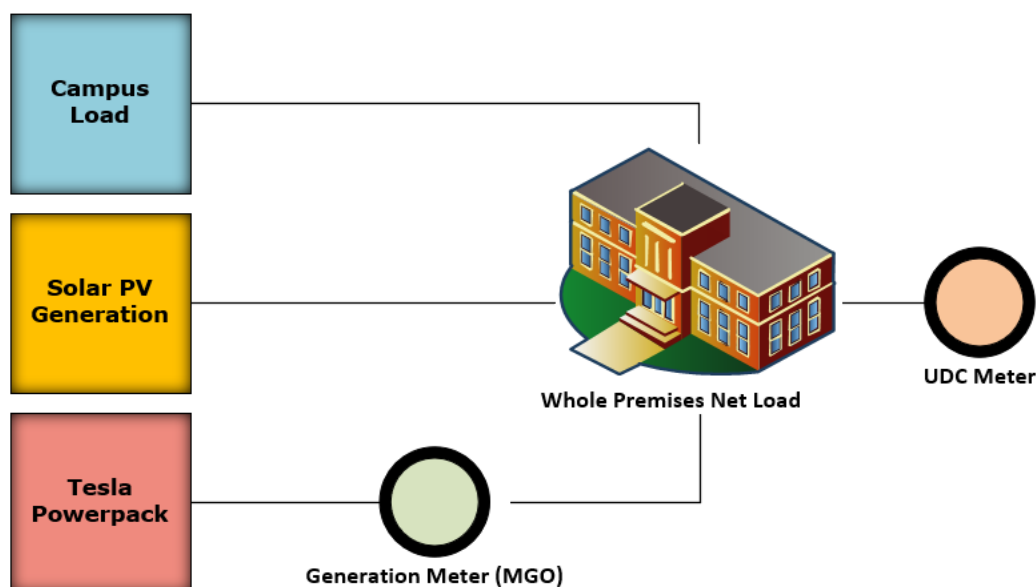 Campus
Load
Solar PV
Generation
Whole Premises Net Load
UDC Meter
Tesla
Powerpack
Generation Meter (MGO)